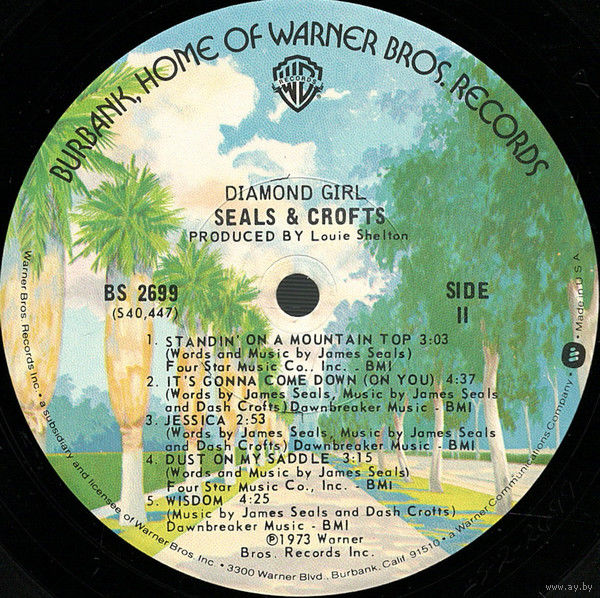 BURBANK, HOME OF WARNER BROS. RECORDS
W B
RECORDS
DIAMOND GIRL
SEALS & CROFTS
PRODUCED BY Louie Shelton
BS 2699
(S40,447)
SIDE
II
1. STANDIN' ON A MOUNTAIN TOP 3:03
(Words and Music by James Seals)
Four Star Music Co., Inc. - BMI
2. IT'S GONNA COME DOWN (ON YOU) 4:37
(Words by James Seals, Music by James Seals
and Dash Crofts) Dawnbreaker Music - BMI
3. JESSICA 2:53
(Words by James Seals, Music by James Seals
and Dash Crofts) Dawnbreaker Music - BMI
4. DUST ON MY SADDLE 3:15
(Words and Music by James Seals)
Four Star Music Co., Inc. - BMI
5. WISDOM 4:25
(Music by James Seals and Dash Crofts)
Dawnbreaker Music - BMI
℗1973 Warner
Bros. Records Inc.
Warner Bros. Records Inc. • a subsidiary and licensee of Warner Bros. Inc. • 3300 Warner Blvd., Burbank, Calif. 91510 • a Warner Communications Company • Made in U.S.A.
www.ay.by